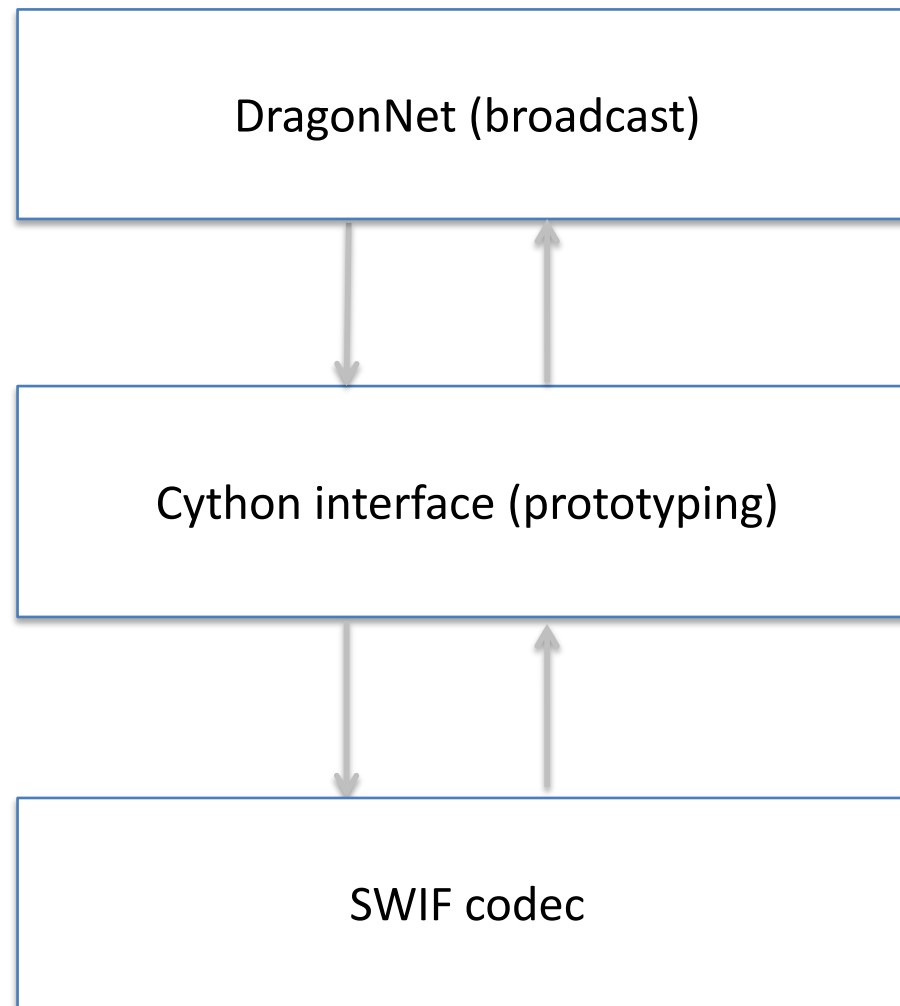 DragonNet (broadcast)
Cython interface (prototyping)
SWIF codec